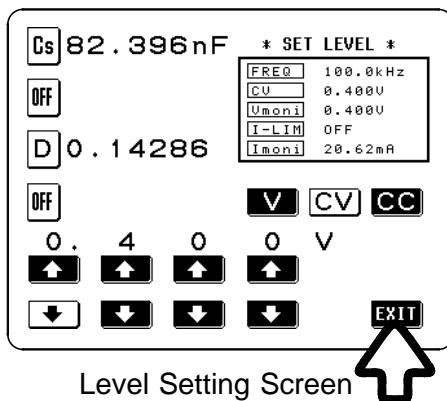 Cs 82.396nF
* SET LEVEL *
FREQ 100.0kHz
CV 0.400V
Vmoni 0.400V
I-LIM OFF
Imoni 20.62mA
OFF
D 0.14286
OFF
V CV CC
0. 4 0 0 V
EXIT
Level Setting Screen